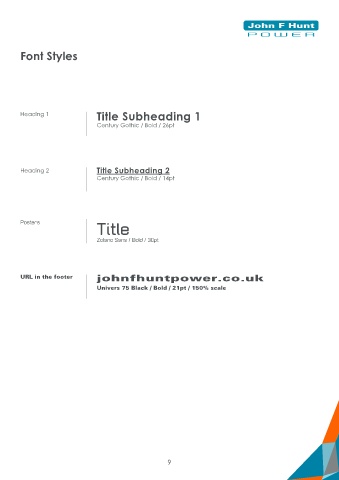 John F Hunt
POWER
Font Styles
Heading 1
Title Subheading 1
Century Gothic / Bold / 26pt
Heading 2
Title Subheading 2
Century Gothic / Bold / 14pt
Posters
Title
Zolano Sans / Bold / 30pt
URL in the footer
johnfhuntpower.co.uk
Univers 75 Black / Bold / 21pt / 150% scale
9